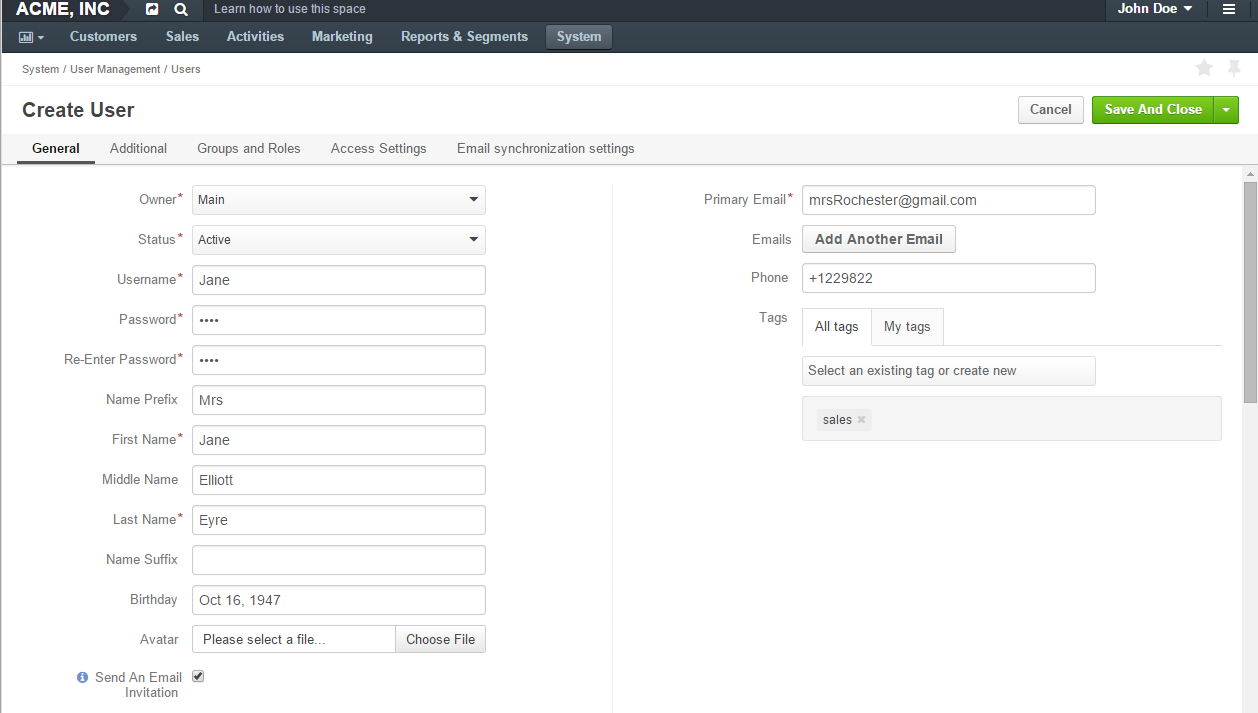 ACME, INC
Learn how to use this space
John Doe
Customers Sales Activities Marketing Reports & Segments System
System / User Management / Users
Create User
Cancel Save And Close
General Additional Groups and Roles Access Settings Email synchronization settings
Owner* Main
Status* Active
Username* Jane
Password* ••••
Re-Enter Password* ••••
Name Prefix Mrs
First Name* Jane
Middle Name Elliott
Last Name* Eyre
Name Suffix
Birthday Oct 16, 1947
Avatar Please select a file... Choose File
Send An Email
Invitation
Primary Email* mrsRochester@gmail.com
Emails Add Another Email
Phone +1229822
Tags All tags My tags
Select an existing tag or create new
sales ×